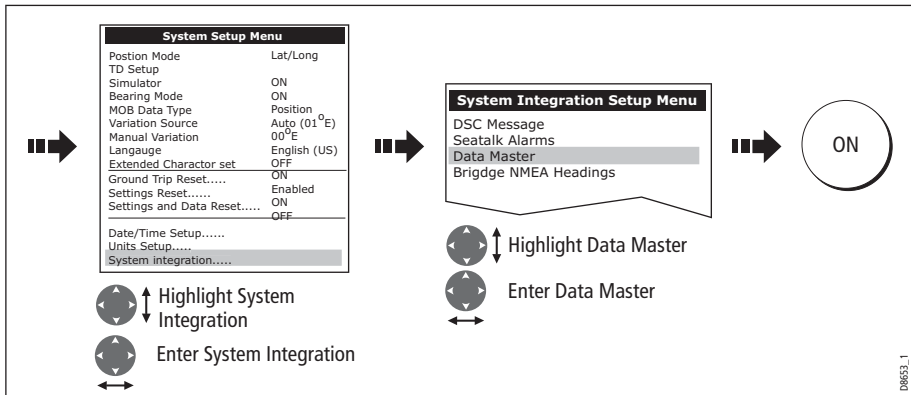 System Setup Menu
Postion Mode Lat/Long
TD Setup
Simulator ON
Bearing Mode ON
MOB Data Type Position
Variation Source Auto (01°E)
Manual Variation 00°E
Langauge English (US)
Extended Charactor set OFF
Ground Trip Reset..... ON
Settings Reset...... Enabled
Settings and Data Reset..... ON
OFF
Date/Time Setup......
Units Setup.....
System integration.....
Highlight System
Integration
Enter System Integration
System Integration Setup Menu
DSC Message
Seatalk Alarms
Data Master
Brigdge NMEA Headings
Highlight Data Master
Enter Data Master
ON
D8653_1